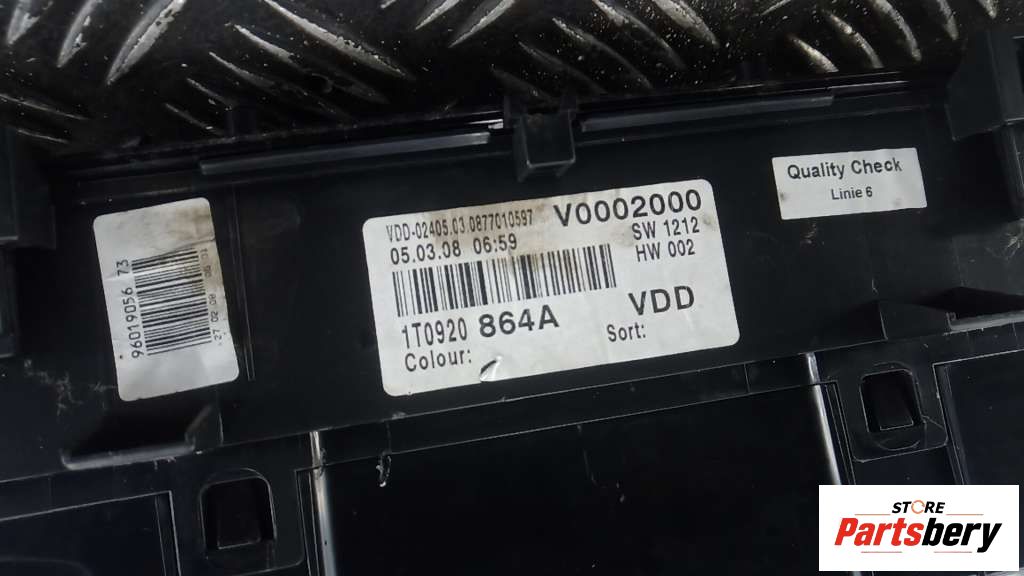 96019056 73
VDD-02405.03.0877010597 V0002000
05.03.08 06:59 SW 1212
HW 002
1T0920 864A VDD
Colour: Sort:
Quality Check
Linie 6
STORE
Partsbery